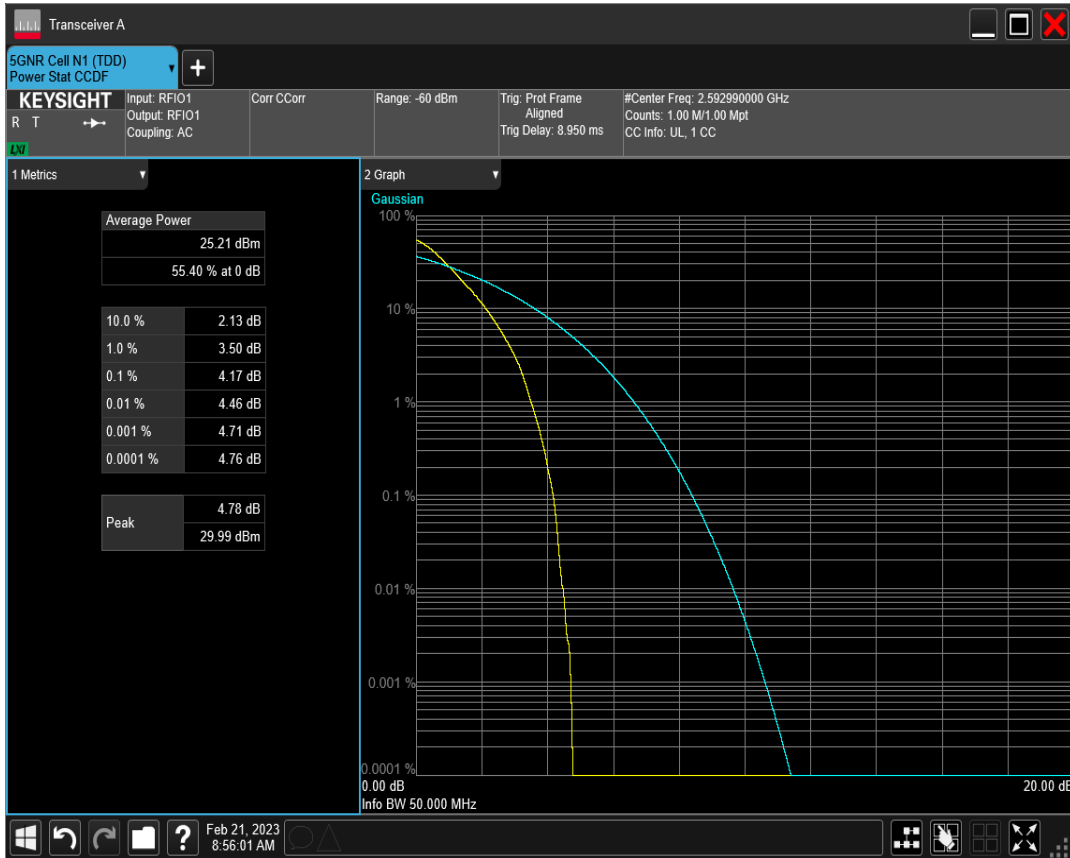 Transceiver A
5GNR Cell N1 (TDD)
Power Stat CCDF
+
KEYSIGHT
R T
LXI
Input: RFIO1
Output: RFIO1
Coupling: AC
Corr CCorr
Range: -60 dBm
Trig: Prot Frame
Aligned
Trig Delay: 8.950 ms
#Center Freq: 2.592990000 GHz
Counts: 1.00 M/1.00 Mpt
CC Info: UL, 1 CC
1 Metrics
Average Power
25.21 dBm
55.40 % at 0 dB
10.0 % 2.13 dB
1.0 % 3.50 dB
0.1 % 4.17 dB
0.01 % 4.46 dB
0.001 % 4.71 dB
0.0001 % 4.76 dB
Peak 4.78 dB
29.99 dBm
2 Graph
Gaussian
100 %
10 %
1 %
0.1 %
0.01 %
0.001 %
0.0001 %
0.00 dB
20.00 dB
Info BW 50.000 MHz
?
Feb 21, 2023
8:56:01 AM